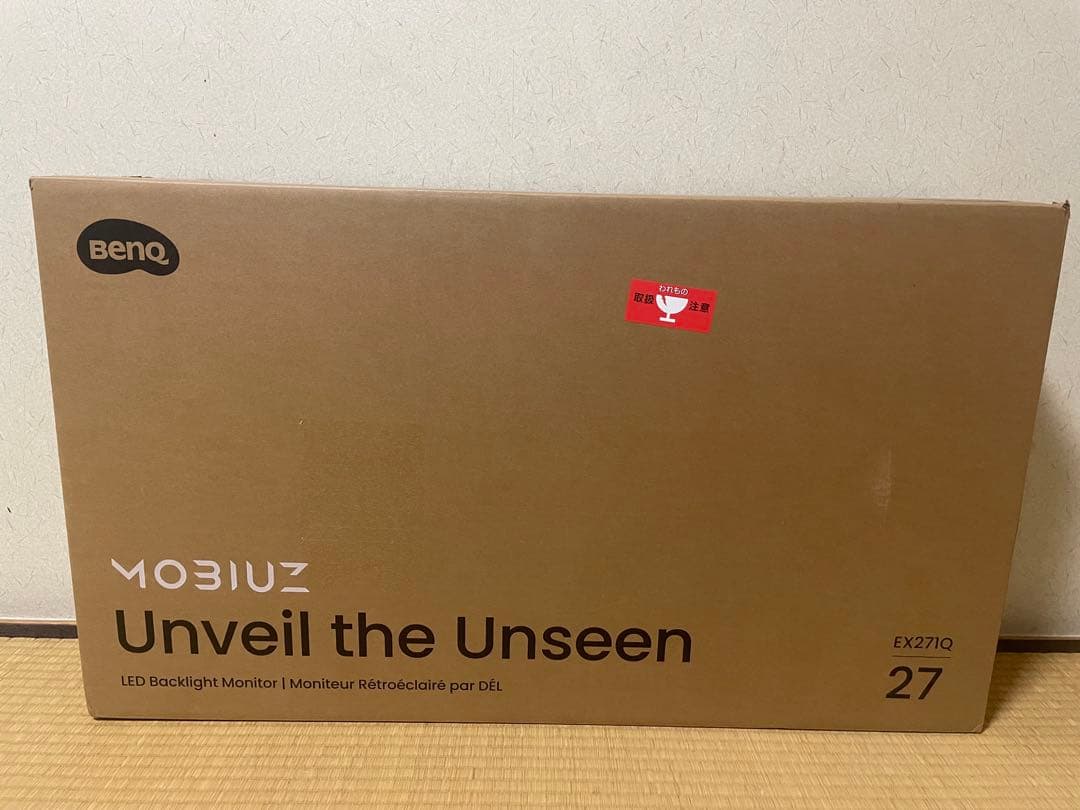 BenQ
われもの
取扱 注意
MOBIUZ
Unveil the Unseen
LED Backlight Monitor | Moniteur Rétroéclairé par DÉL
EX271Q
27